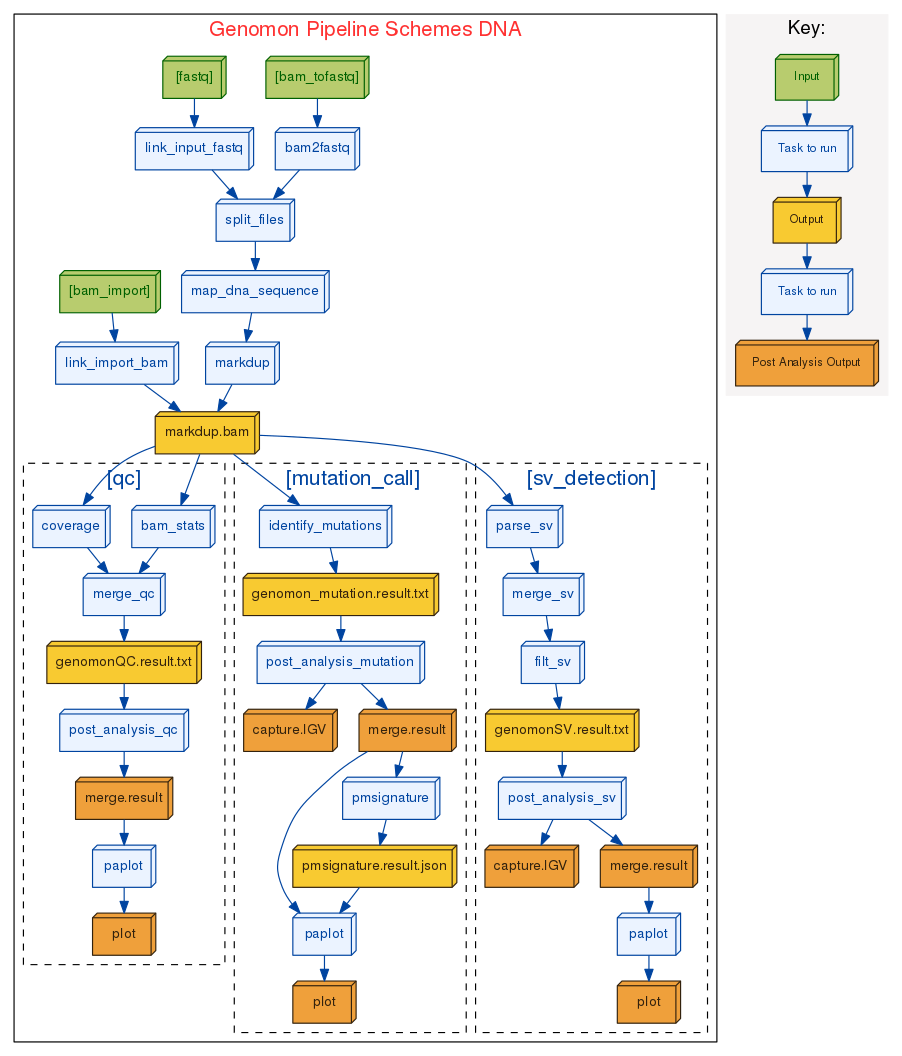 Genomon Pipeline Schemes DNA
Key:
[fastq]
[bam_tofastq]
Input
link_input_fastq
bam2fastq
Task to run
split_files
Output
[bam_import]
map_dna_sequence
Task to run
link_import_bam
markdup
Post Analysis Output
markdup.bam
[qc]
[mutation_call]
[sv_detection]
coverage
bam_stats
identify_mutations
parse_sv
merge_qc
genomon_mutation.result.txt
merge_sv
genomonQC.result.txt
post_analysis_mutation
filt_sv
post_analysis_qc
capture.IGV
merge.result
genomonSV.result.txt
merge.result
pmsignature
post_analysis_sv
paplot
pmsignature.result.json
capture.IGV
merge.result
plot
paplot
paplot
plot
plot